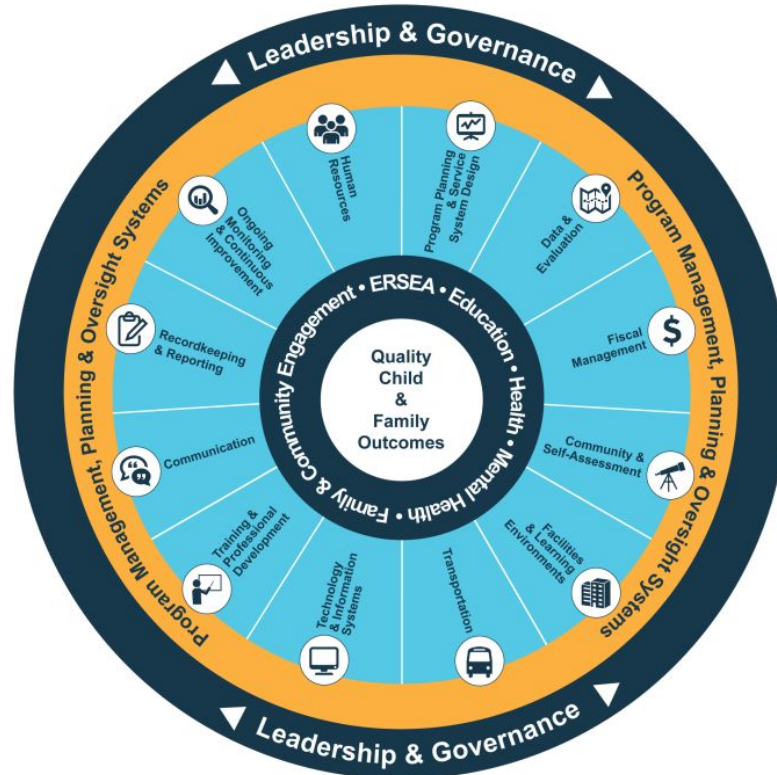 Leadership & Governance
Program Management, Planning & Oversight Systems
Program Management, Planning & Oversight Systems
Human
Resources
Program Planning
& Service
System Design
Data &
Evaluation
Fiscal
Management
Community &
Self-Assessment
Facilities
& Learning
Environments
Transportation
Technology
& Information
Systems
Training &
Professional
Development
Communication
Recordkeeping
& Reporting
Ongoing
Monitoring
& Continuous
Improvement
Family & Community Engagement • ERSEA • Education • Health • Mental Health •
Quality
Child
&
Family
Outcomes
$
Leadership & Governance